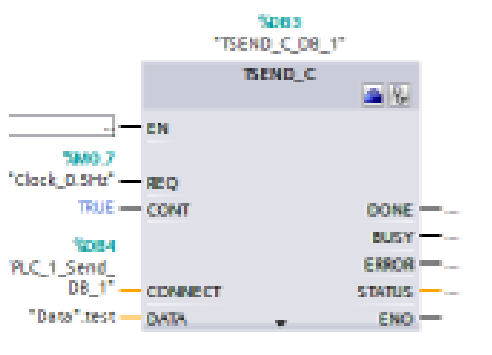 %DB3
"TSEND_C_DB_1"
TSEND_C
... EN
%M0.7
"Clock_0.5Hz" REQ
TRUE CONT DONE ...
BUSY ...
%DB4 ERROR ...
"PLC_1_Send_
DB_1" CONNECT STATUS ...
"Data".test DATA ENO